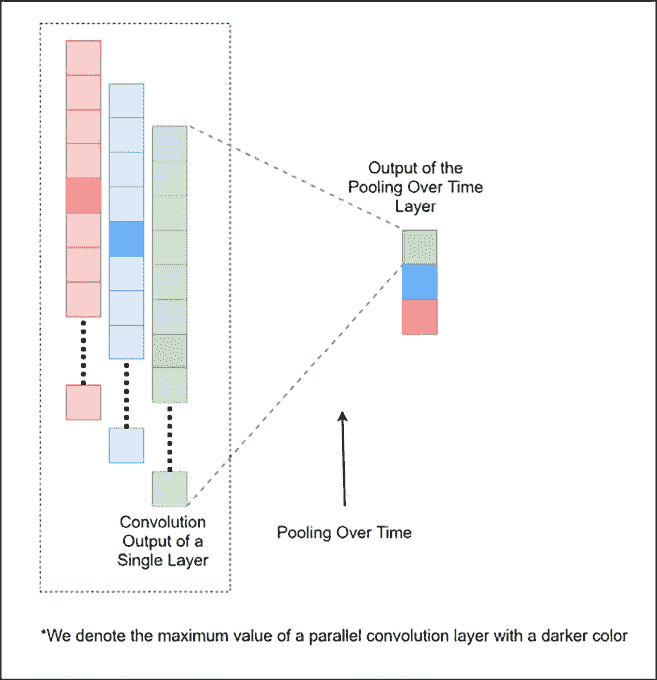 Output of the
Pooling Over Time
Layer
Convolution
Output of a
Single Layer
Pooling Over Time
*We denote the maximum value of a parallel convolution layer with a darker color